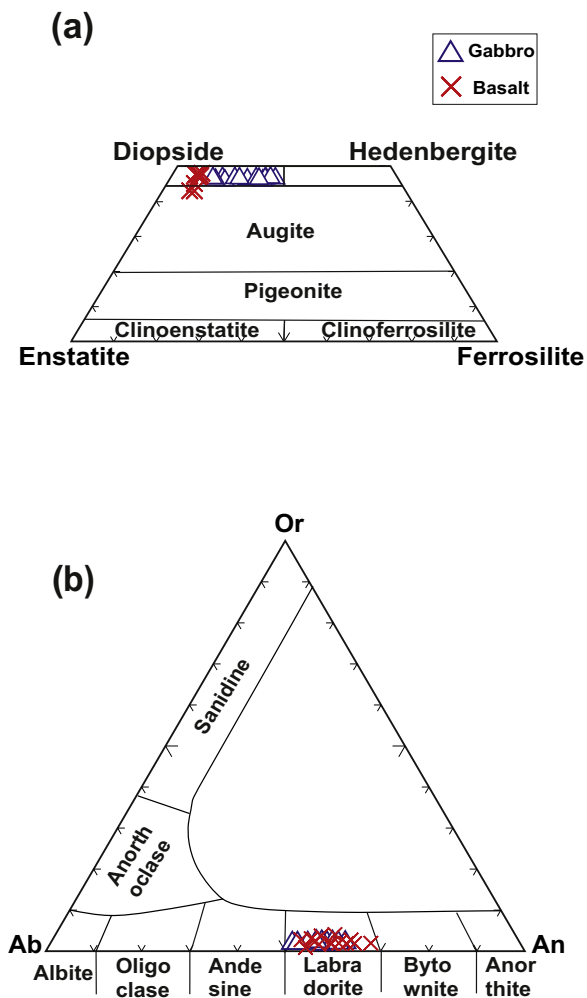 (a)
Gabbro
Basalt
Diopside
Hedenbergite
Augite
Pigeonite
Clinoenstatite
Clinoferrosilite
Enstatite
Ferrosilite
Or
(b)
Sanidine
Anorth
oclase
Ab
An
Albite
Oligo
clase
Ande
sine
Labra
dorite
Byto
wnite
Anor
thite